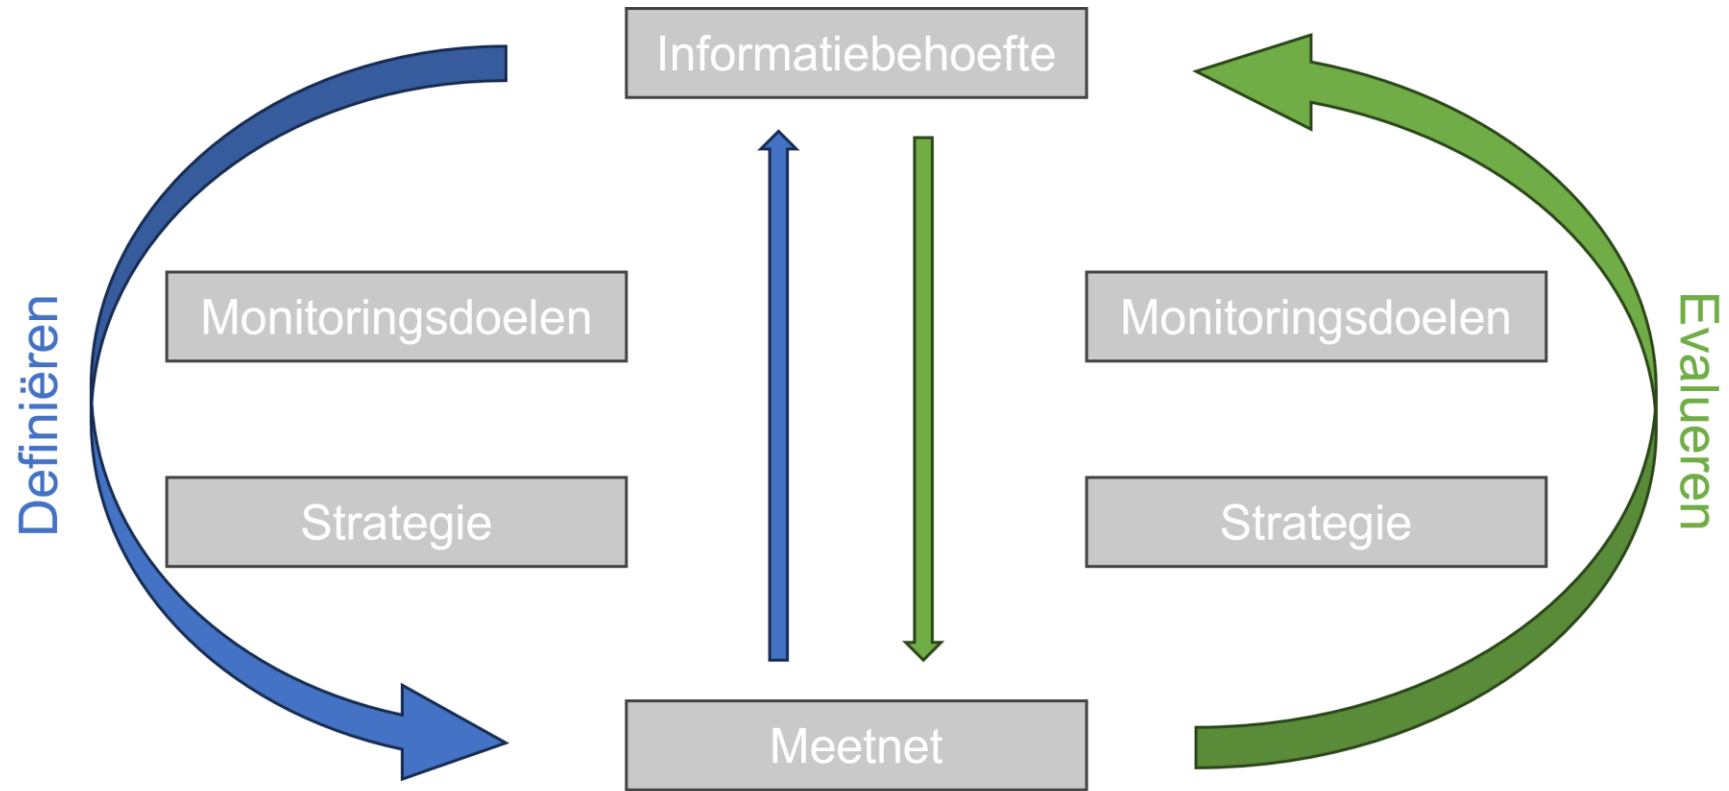 Informatiebehoefte
Definiëren
Monitoringsdoelen
Monitoringsdoelen
Evalueren
Strategie
Strategie
Meetnet